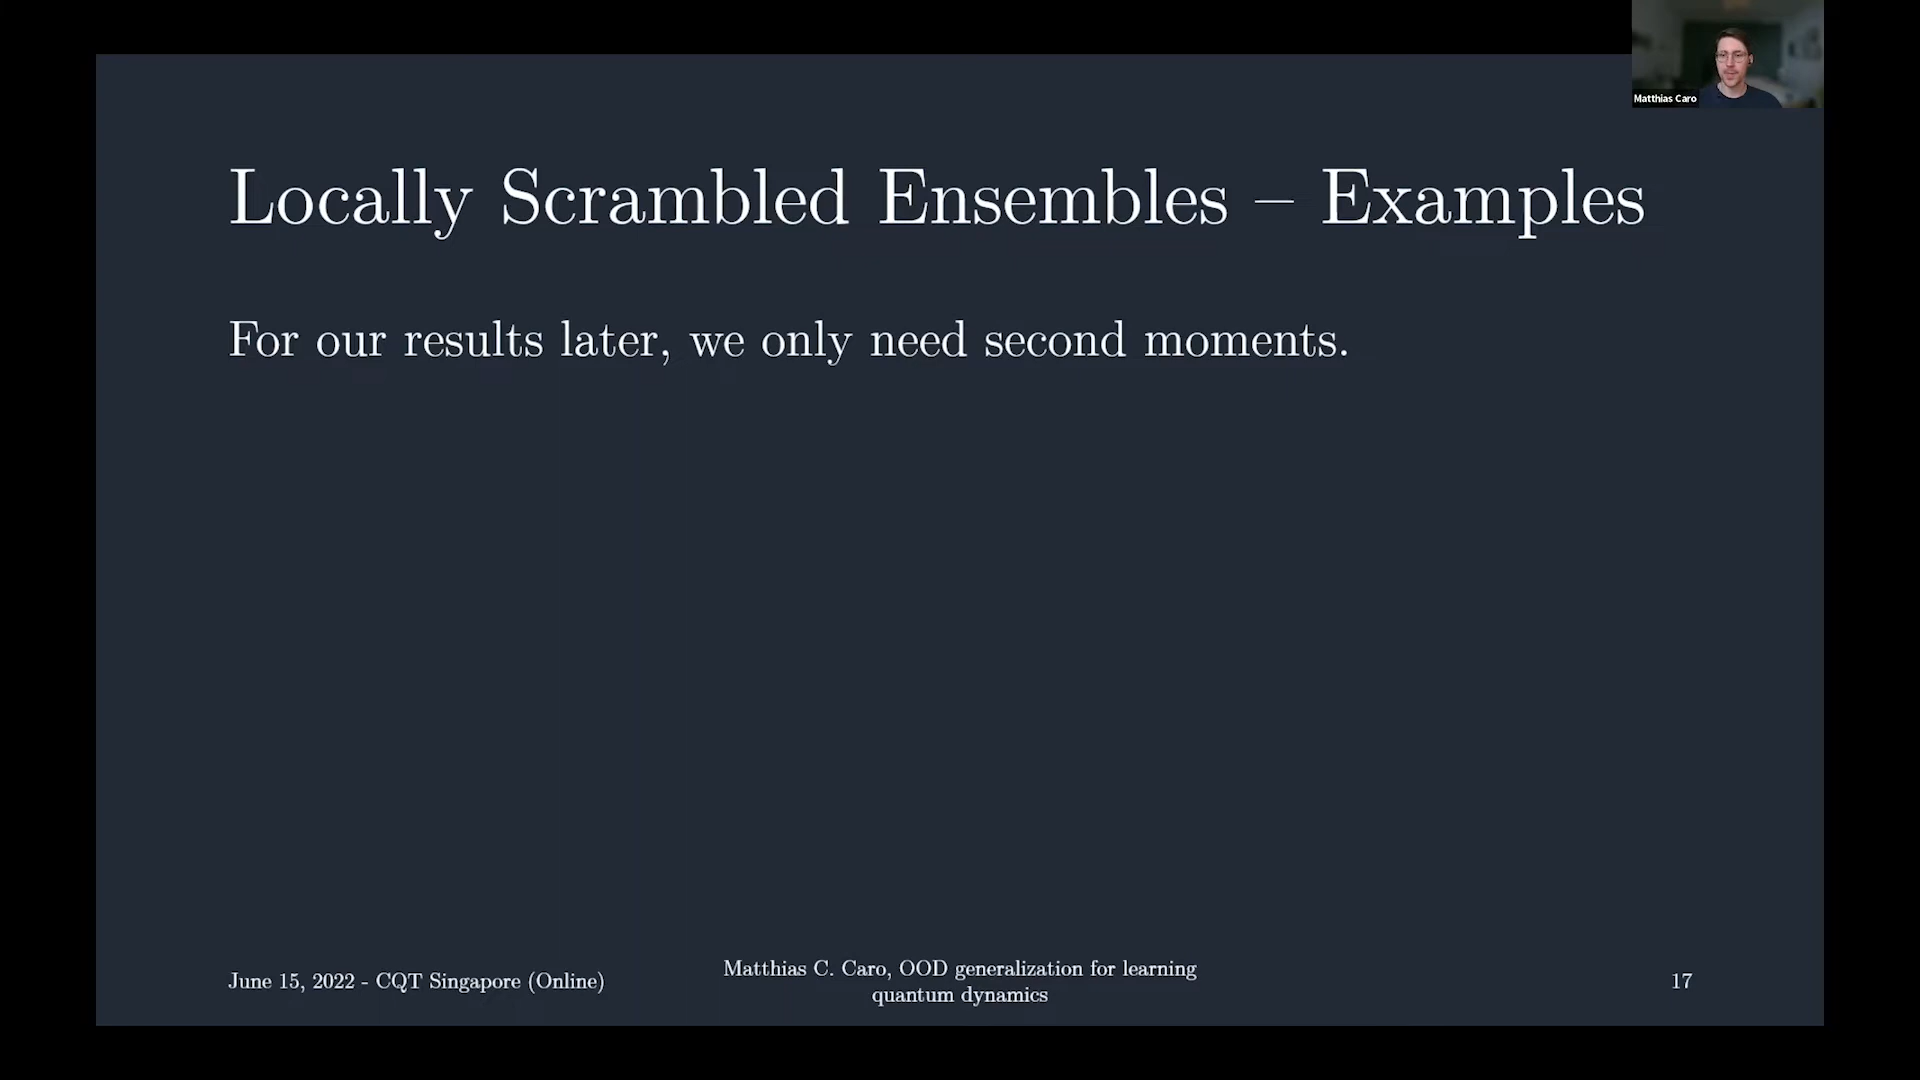 Matthias Caro
Locally Scrambled Ensembles – Examples
For our results later, we only need second moments.
June 15, 2022 - CQT Singapore (Online)
Matthias C. Caro, OOD generalization for learning
quantum dynamics
17